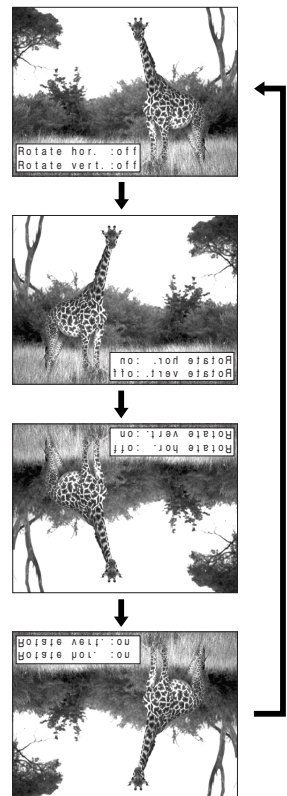 Rotate hor. :off
Rotate vert.:off
Rotate hor. :on
Rotate vert.:off
Rotate hor. :off
Rotate vert.:on
Rotate hor. :on
Rotate vert.:on